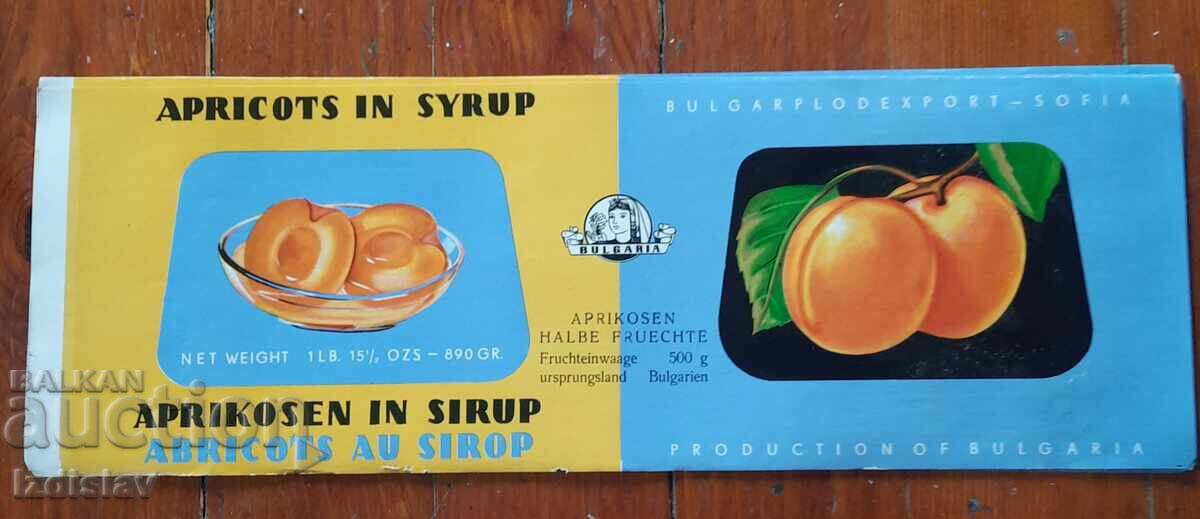 APRICOTS IN SYRUP
NET WEIGHT 1 LB. 15½ OZS – 890 GR.
APRIKOSEN IN SIRUP
ABRICOTS AU SIROP
BULGARIA
APRIKOSEN
HALBE FRUECHTE
Fruchteinwaage 500 g
ursprungsland Bulgarien
BULGARPLODEXPORT – SOFIA
PRODUCTION OF BULGARIA
BALKAN
auction
Izdislav